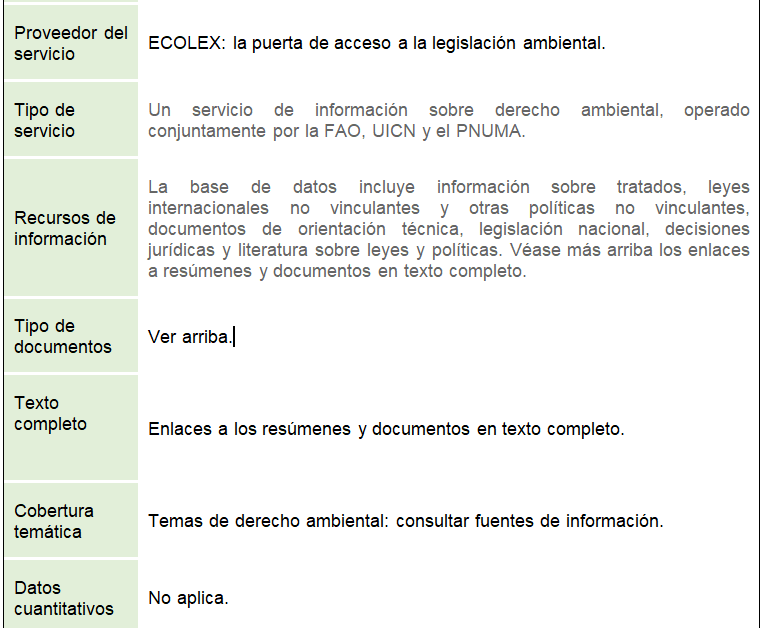 Proveedor del
servicio
ECOLEX: la puerta de acceso a la legislación ambiental.
Tipo de
servicio
Un servicio de información sobre derecho ambiental, operado
conjuntamente por la FAO, UICN y el PNUMA.
Recursos de
información
La base de datos incluye información sobre tratados, leyes
internacionales no vinculantes y otras políticas no vinculantes,
documentos de orientación técnica, legislación nacional, decisiones
jurídicas y literatura sobre leyes y políticas. Véase más arriba los enlaces
a resúmenes y documentos en texto completo.
Tipo de
documentos
Ver arriba.
Texto
completo
Enlaces a los resúmenes y documentos en texto completo.
Cobertura
temática
Temas de derecho ambiental: consultar fuentes de información.
Datos
cuantitativos
No aplica.